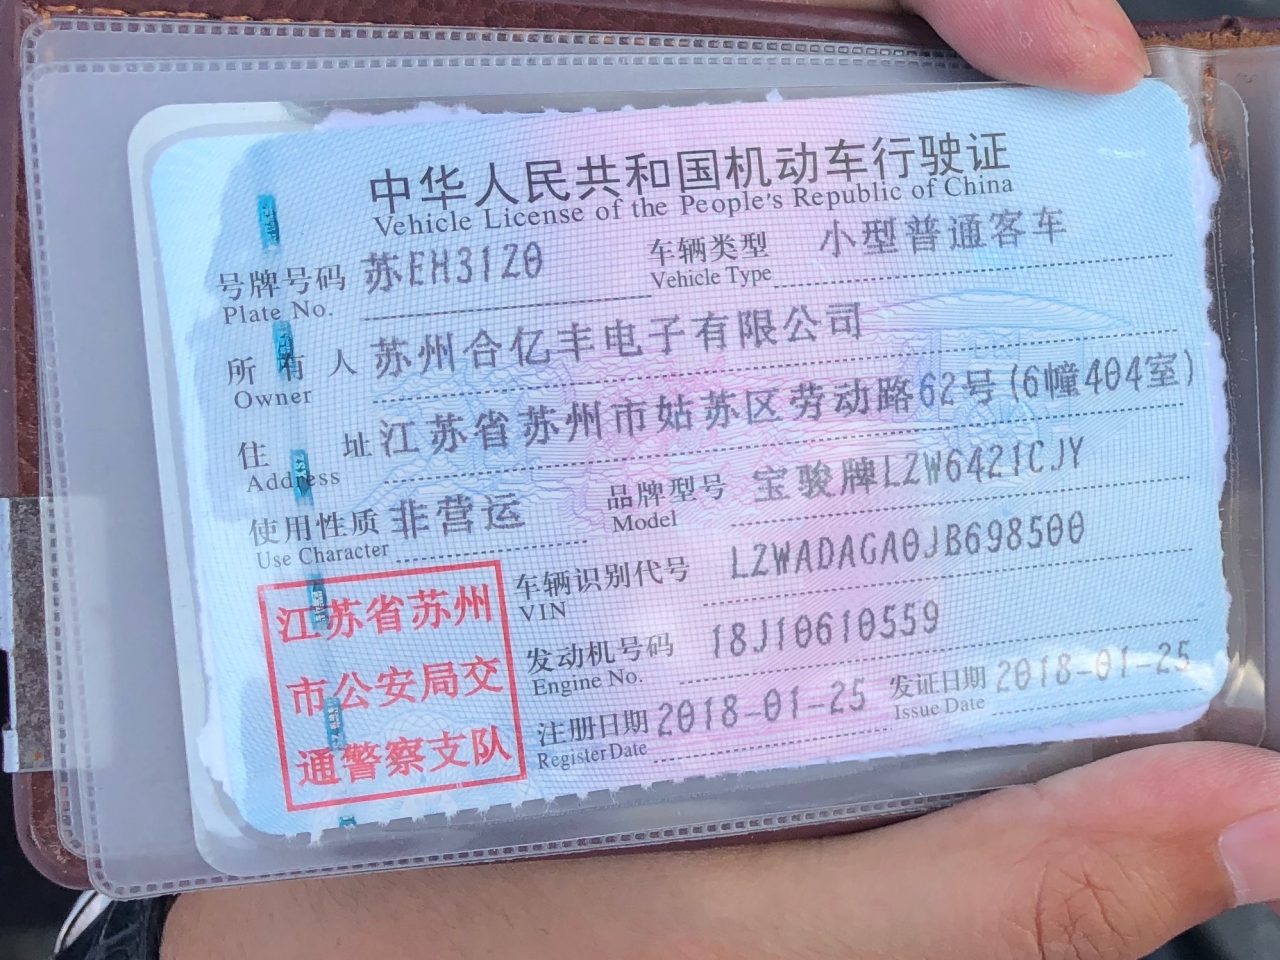 中华人民共和国机动车行驶证
Vehicle License of the People's Republic of China
号牌号码 苏EH31Z0 车辆类型 小型普通客车
Plate No. Vehicle Type
所有人 苏州合亿丰电子有限公司
Owner
住址 江苏省苏州市姑苏区劳动路62号(6幢404室)
Address
使用性质 非营运 品牌型号 宝骏牌LZW6421CJY
Use Character Model
车辆识别代号 LZWADAGA0JB698500
VIN
发动机号码 18J10610559
Engine No.
注册日期 2018-01-25 发证日期 2018-01-25
Register Date Issue Date
江苏省苏州
市公安局交
通警察支队